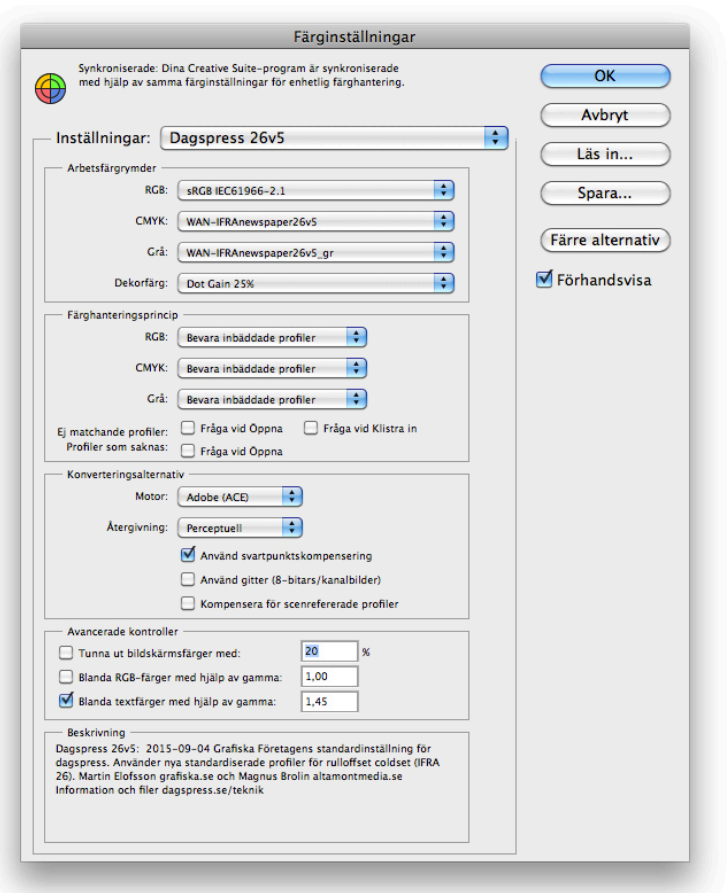 Färginställningar
Synkroniserade: Dina Creative Suite-program är synkroniserade
med hjälp av samma färginställningar för enhetlig färghantering.
OK
Avbryt
Läs in...
Spara...
Färre alternativ
Förhandsvisa
Inställningar: Dagspress 26v5
Arbetsfärgrymder
RGB: sRGB IEC61966-2.1
CMYK: WAN-IFRAnewspaper26v5
Grå: WAN-IFRAnewspaper26v5_gr
Dekorfärg: Dot Gain 25%
Färghanteringsprincip
RGB: Bevara inbäddade profiler
CMYK: Bevara inbäddade profiler
Grå: Bevara inbäddade profiler
Ej matchande profiler: Fråga vid Öppna Fråga vid Klistra in
Profiler som saknas: Fråga vid Öppna
Konverteringsalternativ
Motor: Adobe (ACE)
Återgivning: Perceptuell
Använd svartpunktskompensering
Använd gitter (8-bitars/kanalbilder)
Kompensera för scenrefererade profiler
Avancerade kontroller
Tunna ut bildskärmsfärger med: 20 %
Blanda RGB-färger med hjälp av gamma: 1,00
Blanda textfärger med hjälp av gamma: 1,45
Beskrivning
Dagspress 26v5: 2015-09-04 Grafiska Företagens standardinställning för
dagspress. Använder nya standardiserade profiler för rulloffset coldset (IFRA
26). Martin Elofsson grafiska.se och Magnus Brolin altamontmedia.se
Information och filer dagspress.se/teknik